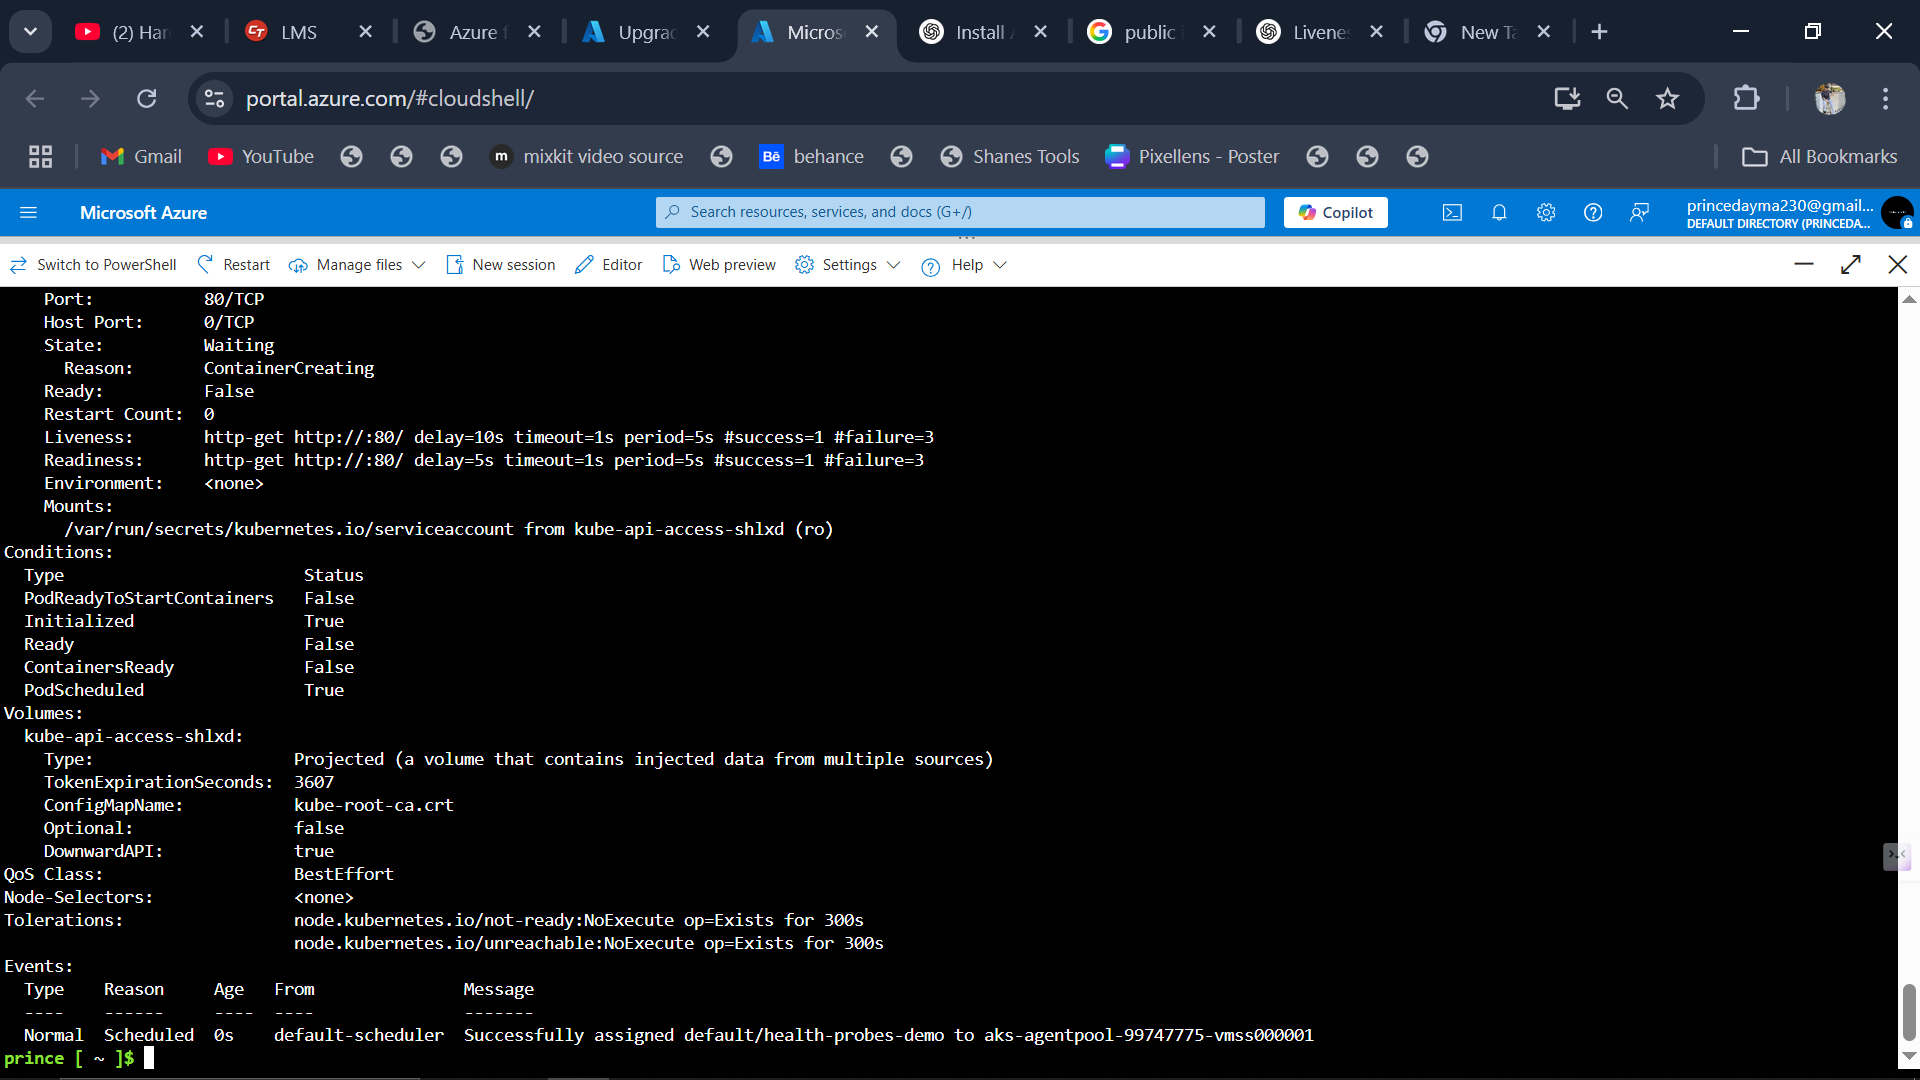 (2) Har
LMS
Azure f
Upgrac
Micros
Install A
public i
Livenes
New Ta
portal.azure.com/#cloudshell/
Gmail
YouTube
m
mixkit video source
Bē
behance
Shanes Tools
Pixellens - Poster
All Bookmarks
Microsoft Azure
Search resources, services, and docs (G+/)
Copilot
princedayma230@gmail...
DEFAULT DIRECTORY (PRINCEDA...
Switch to PowerShell
Restart
Manage files
New session
Editor
Web preview
Settings
Help
Port: 80/TCP
Host Port: 0/TCP
State: Waiting
Reason: ContainerCreating
Ready: False
Restart Count: 0
Liveness: http-get http://:80/ delay=10s timeout=1s period=5s #success=1 #failure=3
Readiness: http-get http://:80/ delay=5s timeout=1s period=5s #success=1 #failure=3
Environment: <none>
Mounts:
/var/run/secrets/kubernetes.io/serviceaccount from kube-api-access-shlxd (ro)
Conditions:
Type Status
PodReadyToStartContainers False
Initialized True
Ready False
ContainersReady False
PodScheduled True
Volumes:
kube-api-access-shlxd:
Type: Projected (a volume that contains injected data from multiple sources)
TokenExpirationSeconds: 3607
ConfigMapName: kube-root-ca.crt
Optional: false
DownwardAPI: true
QoS Class: BestEffort
Node-Selectors: <none>
Tolerations: node.kubernetes.io/not-ready:NoExecute op=Exists for 300s
node.kubernetes.io/unreachable:NoExecute op=Exists for 300s
Events:
Type Reason Age From Message
---- ------ ---- ---- -------
Normal Scheduled 0s default-scheduler Successfully assigned default/health-probes-demo to aks-agentpool-99747775-vmss000001
prince [ ~ ]$